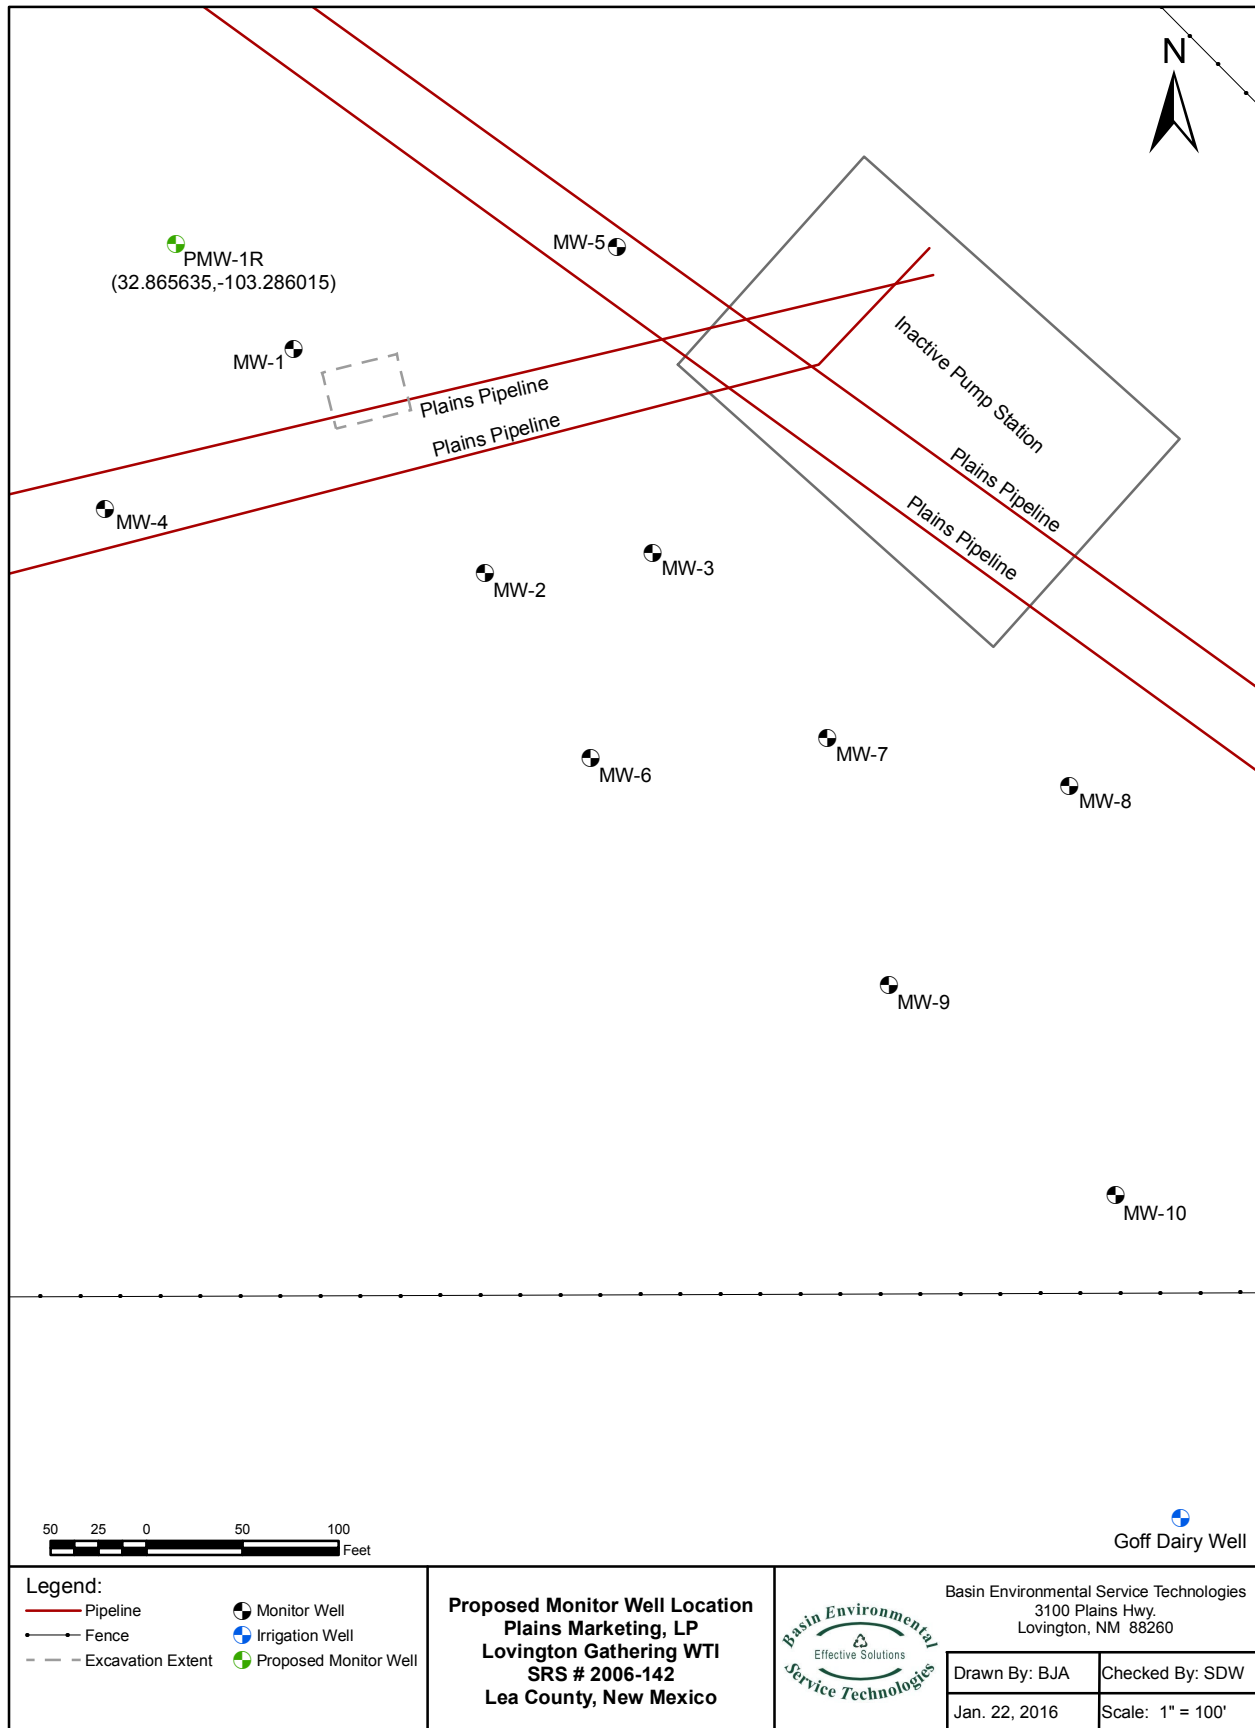 N
MW-5
PMW-1R
(32.865635,-103.286015)
Inactive Pump Station
MW-1
Plains Pipeline
Plains Pipeline
Plains Pipeline
Plains Pipeline
MW-4
MW-3
MW-2
MW-7
MW-6
MW-8
MW-9
MW-10
50 25 0 50 100
Feet
Goff Dairy Well
Legend:
Pipeline
Fence
Excavation Extent
Monitor Well
Irrigation Well
Proposed Monitor Well
Proposed Monitor Well Location
Plains Marketing, LP
Lovington Gathering WTI
SRS # 2006-142
Lea County, New Mexico
Basin Environmental
Effective Solutions
Service Technologies
Basin Environmental Service Technologies
3100 Plains Hwy.
Lovington, NM 88260
Drawn By: BJA
Checked By: SDW
Jan. 22, 2016
Scale: 1" = 100'